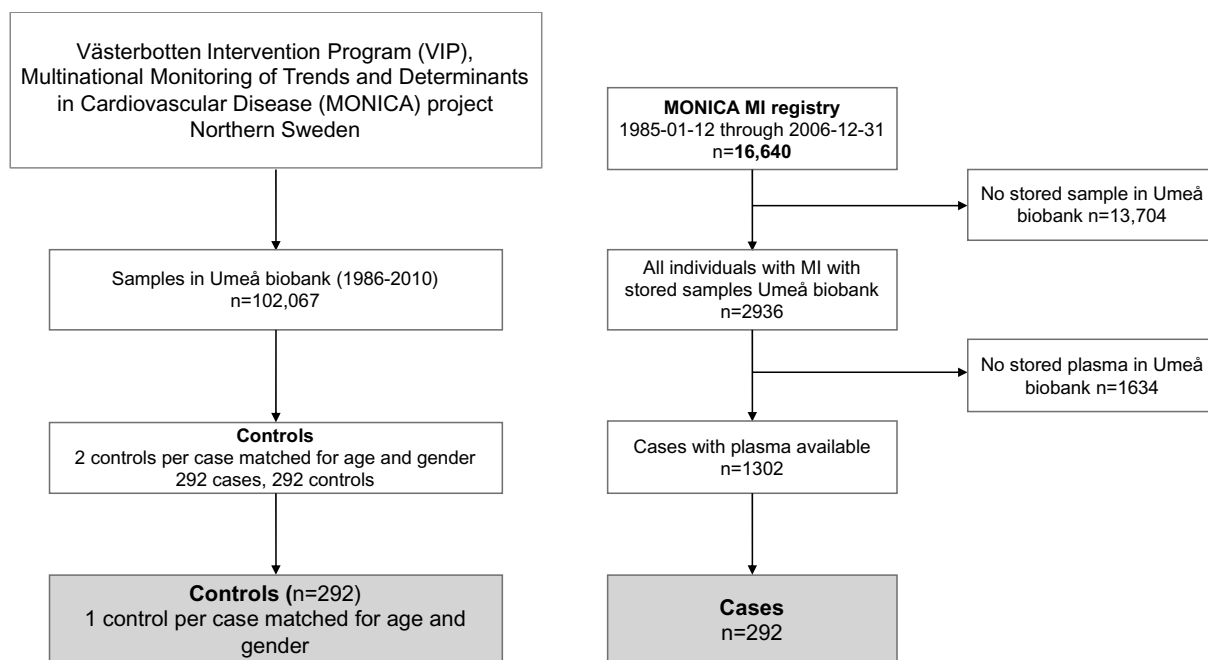 Västerbotten Intervention Program (VIP),
Multinational Monitoring of Trends and Determinants
in Cardiovascular Disease (MONICA) project
Northern Sweden
Samples in Umeå biobank (1986-2010)
n=102,067
Controls
2 controls per case matched for age and gender
292 cases, 292 controls
Controls (n=292)
1 control per case matched for age and
gender
MONICA MI registry
1985-01-12 through 2006-12-31
n=16,640
No stored sample in Umeå
biobank n=13,704
All individuals with MI with
stored samples Umeå biobank
n=2936
No stored plasma in Umeå
biobank n=1634
Cases with plasma available
n=1302
Cases
n=292